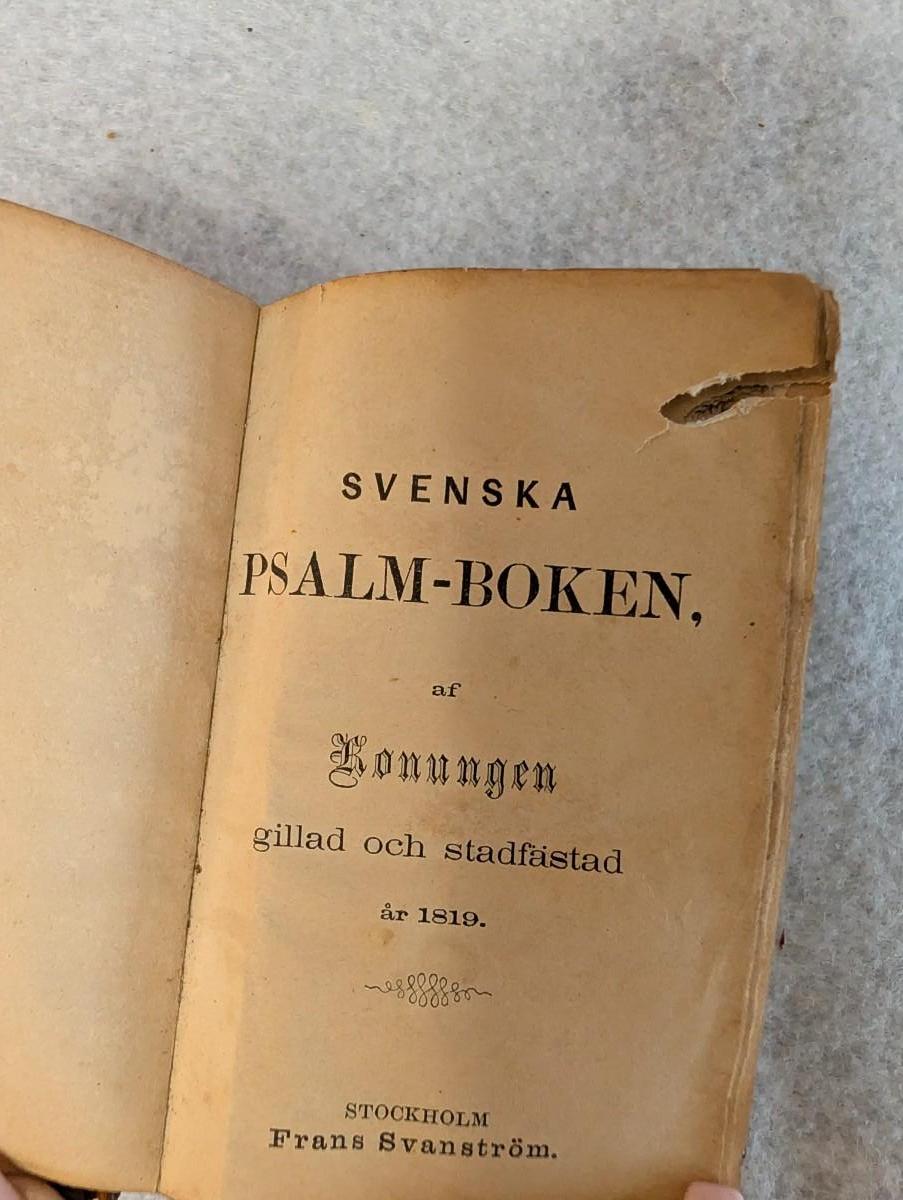 SVENSKA
PSALM-BOKEN,
af
Konungen
gillad och stadfästad
år 1819.
STOCKHOLM
Frans Svanström.